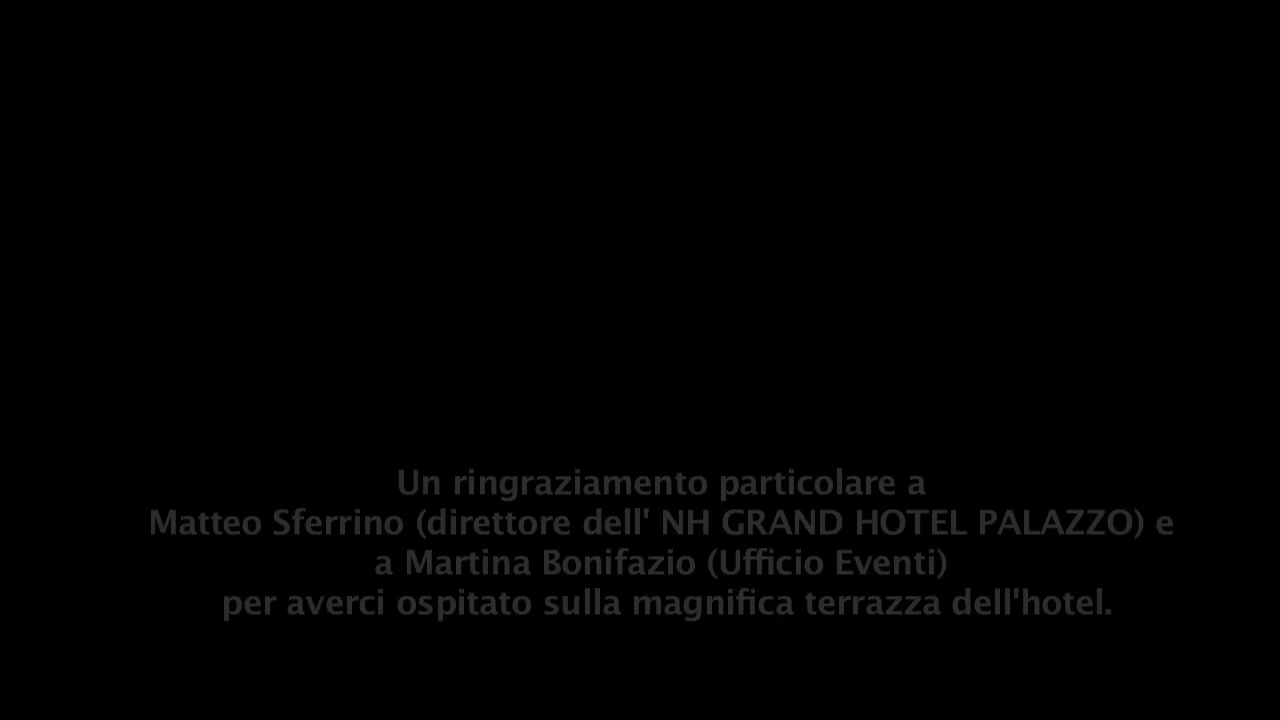 Un ringraziamento particolare a
Matteo Sferrino (direttore dell' NH GRAND HOTEL PALAZZO) e
a Martina Bonifazio (Ufficio Eventi)
per averci ospitato sulla magnifica terrazza dell'hotel.